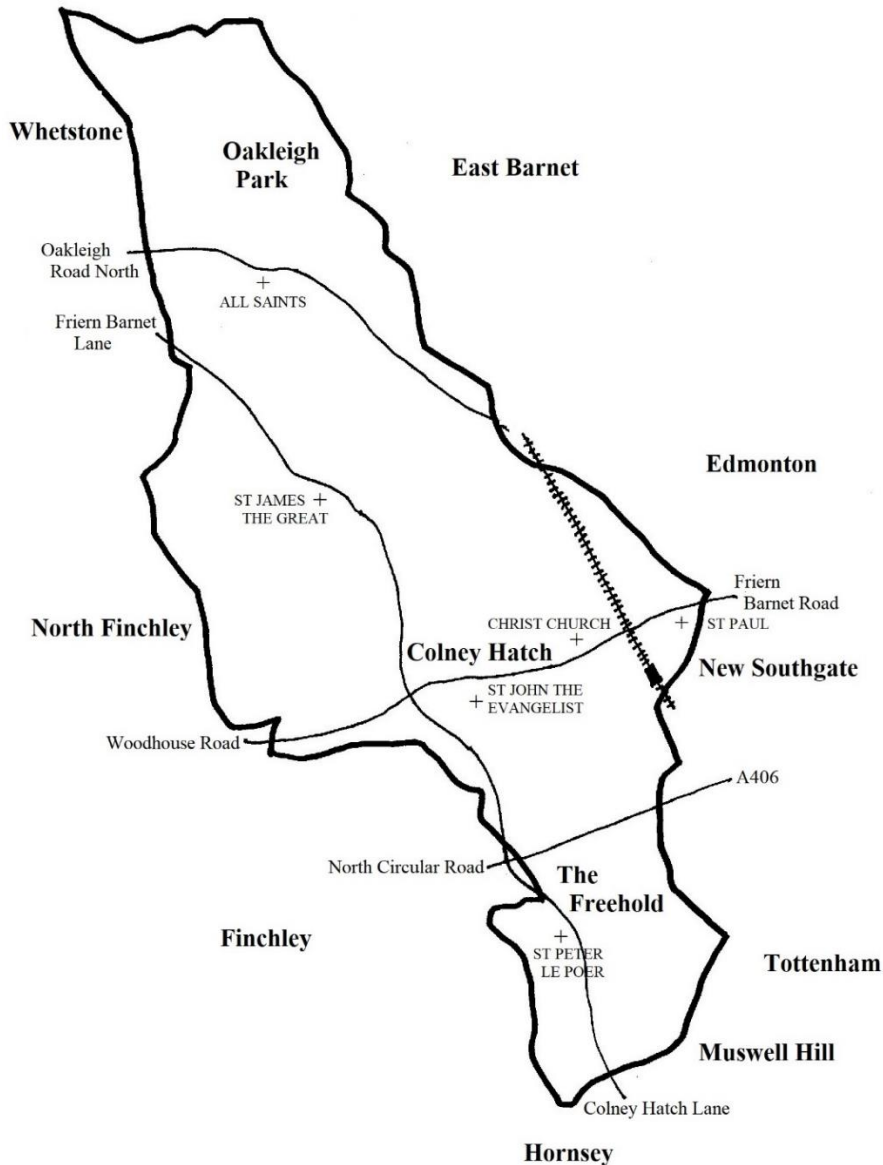 Whetstone
Oakleigh
Park
East Barnet
Oakleigh
Road North
ALL SAINTS
Friern Barnet
Lane
Edmonton
ST JAMES
THE GREAT
Friern
Barnet Road
North Finchley
CHRIST CHURCH
ST PAUL
Colney Hatch
New Southgate
ST JOHN THE
EVANGELIST
Woodhouse Road
A406
North Circular Road
The
Freehold
Finchley
ST PETER
LE POER
Tottenham
Muswell Hill
Colney Hatch Lane
Hornsey